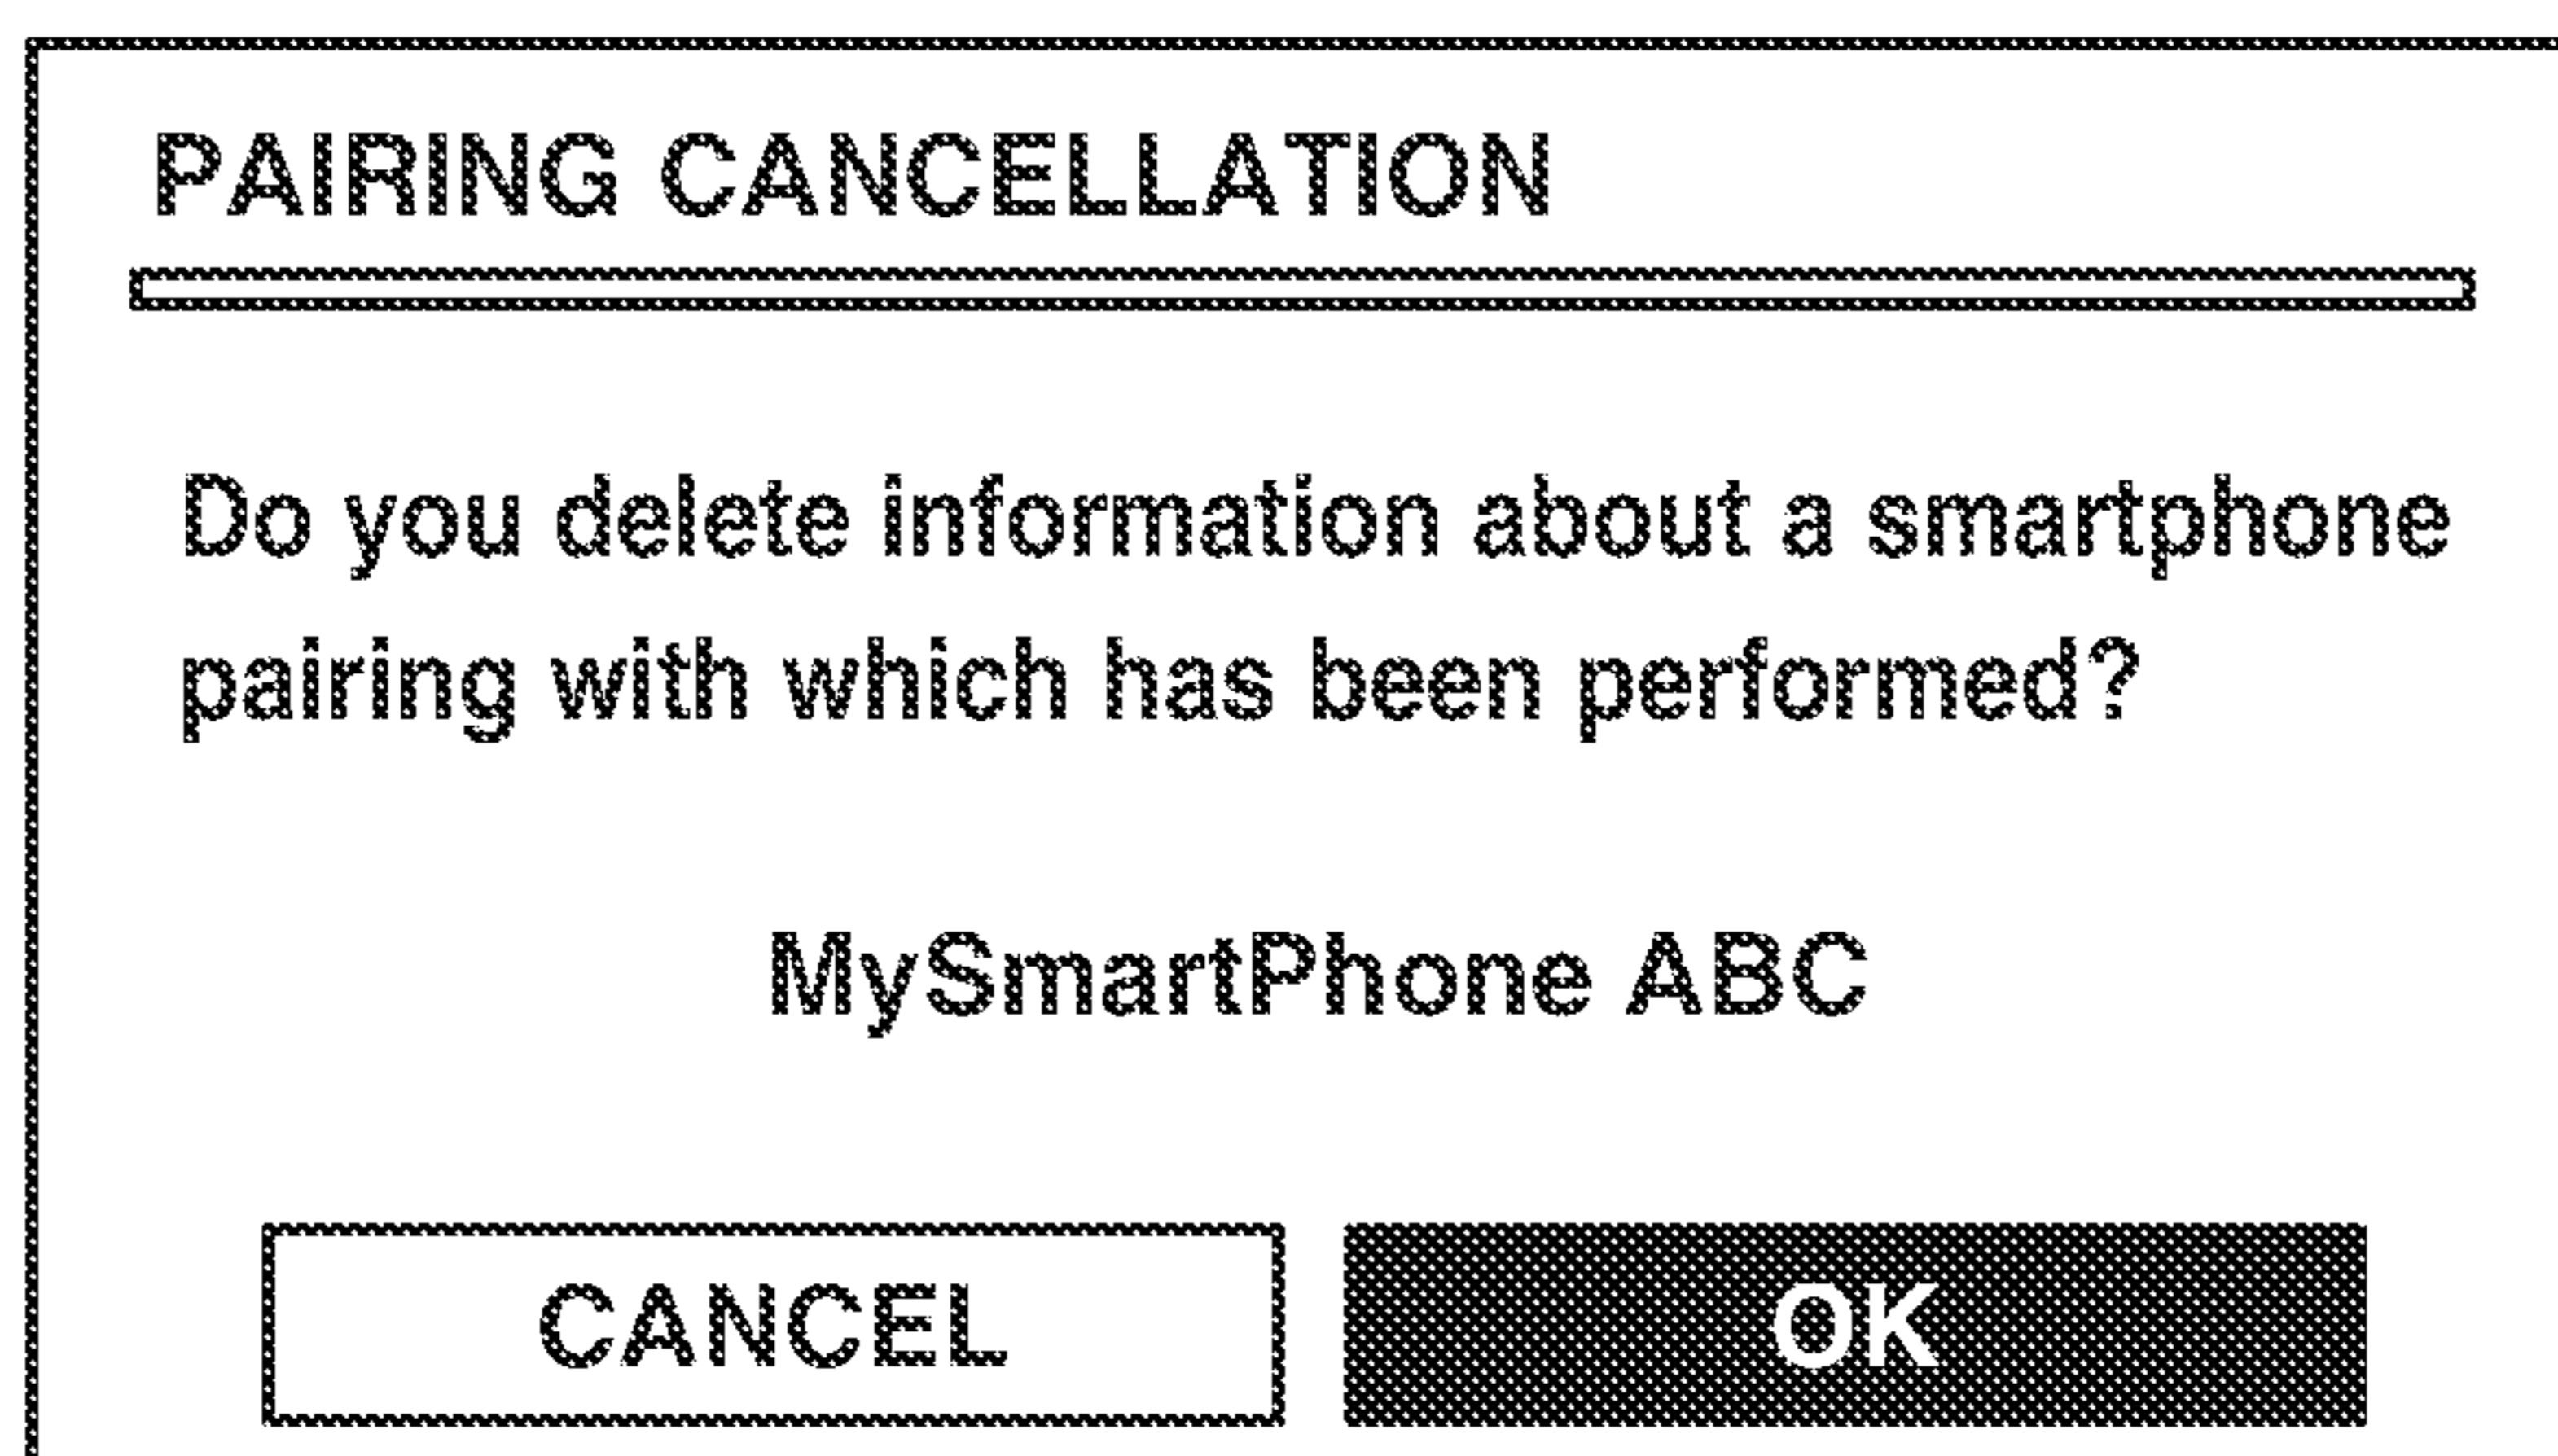 PAIRING CANCELLATION
Do you delete information about a smartphone
pairing with which has been performed?
MySmartPhone ABC
CANCEL OK